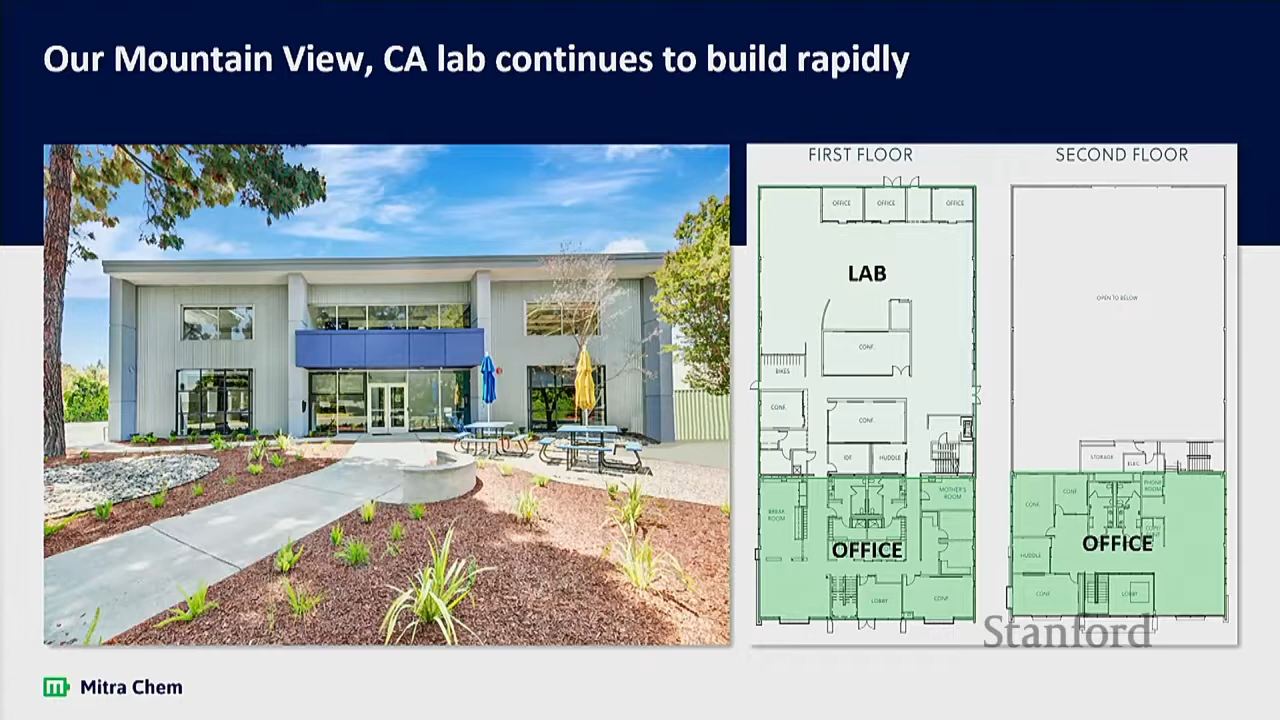 Our Mountain View, CA lab continues to build rapidly
FIRST FLOOR
SECOND FLOOR
OFFICE
OFFICE
OFFICE
LAB
OPEN TO BELOW
CONF.
BIKES
CONF.
CONF.
IDF
HUDDLE
STORAGE
ELEC.
MOTHER'S
ROOM
BREAK
ROOM
OFFICE
LOBBY
CONF.
CONF.
CONF.
PHONE
ROOM
OFFICE
HUDDLE
CONF.
LOBBY
Stanford
Mitra Chem